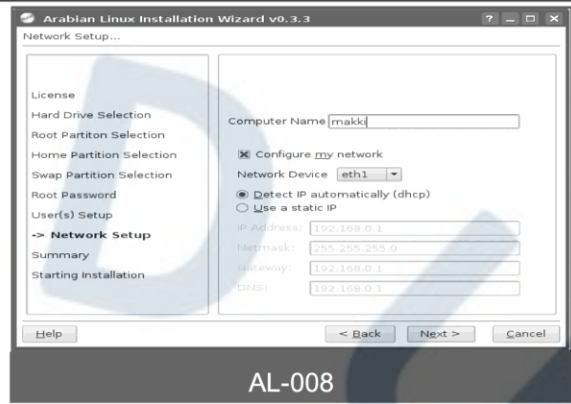 Arabian Linux Installation Wizard v0.3.3
Network Setup...
License
Hard Drive Selection
Root Partiton Selection
Home Partition Selection
Swap Partition Selection
Root Password
User(s) Setup
-> Network Setup
Summary
Starting Installation
Computer Name makki
Configure my network
Network Device eth1
Detect IP automatically (dhcp)
Use a static IP
IP Address: 192.168.0.1
Netmask: 255.255.255.0
Gateway: 192.168.0.1
DNS: 192.168.0.1
Help
< Back
Next >
Cancel
AL-008